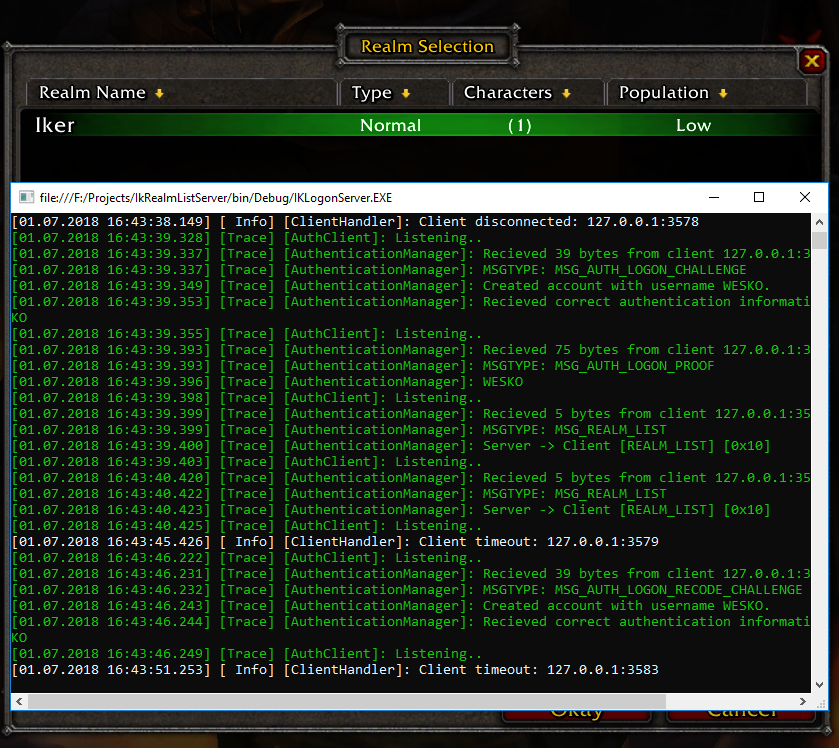 Realm Selection
Realm Name Type Characters Population
Iker Normal (1) Low
file:///F:/Projects/IkRealmListServer/bin/Debug/IKLogonServer.EXE
[01.07.2018 16:43:38.149] [ Info] [ClientHandler]: Client disconnected: 127.0.0.1:3578
[01.07.2018 16:43:39.328] [Trace] [AuthClient]: Listening..
[01.07.2018 16:43:39.337] [Trace] [AuthenticationManager]: Recieved 39 bytes from client 127.0.0.1:3
[01.07.2018 16:43:39.337] [Trace] [AuthenticationManager]: MSGTYPE: MSG_AUTH_LOGON_CHALLENGE
[01.07.2018 16:43:39.349] [Trace] [AuthenticationManager]: Created account with username WESKO.
[01.07.2018 16:43:39.353] [Trace] [AuthenticationManager]: Recieved correct authentication informati
KO
[01.07.2018 16:43:39.355] [Trace] [AuthClient]: Listening..
[01.07.2018 16:43:39.393] [Trace] [AuthenticationManager]: Recieved 75 bytes from client 127.0.0.1:3
[01.07.2018 16:43:39.393] [Trace] [AuthenticationManager]: MSGTYPE: MSG_AUTH_LOGON_PROOF
[01.07.2018 16:43:39.396] [Trace] [AuthenticationManager]: WESKO
[01.07.2018 16:43:39.398] [Trace] [AuthClient]: Listening..
[01.07.2018 16:43:39.399] [Trace] [AuthenticationManager]: Recieved 5 bytes from client 127.0.0.1:35
[01.07.2018 16:43:39.399] [Trace] [AuthenticationManager]: MSGTYPE: MSG_REALM_LIST
[01.07.2018 16:43:39.400] [Trace] [AuthenticationManager]: Server -> Client [REALM_LIST] [0x10]
[01.07.2018 16:43:39.403] [Trace] [AuthClient]: Listening..
[01.07.2018 16:43:40.420] [Trace] [AuthenticationManager]: Recieved 5 bytes from client 127.0.0.1:35
[01.07.2018 16:43:40.422] [Trace] [AuthenticationManager]: MSGTYPE: MSG_REALM_LIST
[01.07.2018 16:43:40.423] [Trace] [AuthenticationManager]: Server -> Client [REALM_LIST] [0x10]
[01.07.2018 16:43:40.425] [Trace] [AuthClient]: Listening..
[01.07.2018 16:43:45.426] [ Info] [ClientHandler]: Client timeout: 127.0.0.1:3579
[01.07.2018 16:43:46.222] [Trace] [AuthClient]: Listening..
[01.07.2018 16:43:46.231] [Trace] [AuthenticationManager]: Recieved 39 bytes from client 127.0.0.1:3
[01.07.2018 16:43:46.232] [Trace] [AuthenticationManager]: MSGTYPE: MSG_AUTH_LOGON_RECODE_CHALLENGE
[01.07.2018 16:43:46.243] [Trace] [AuthenticationManager]: Created account with username WESKO.
[01.07.2018 16:43:46.244] [Trace] [AuthenticationManager]: Recieved correct authentication informati
KO
[01.07.2018 16:43:46.249] [Trace] [AuthClient]: Listening..
[01.07.2018 16:43:51.253] [ Info] [ClientHandler]: Client timeout: 127.0.0.1:3583
Okay Cancel